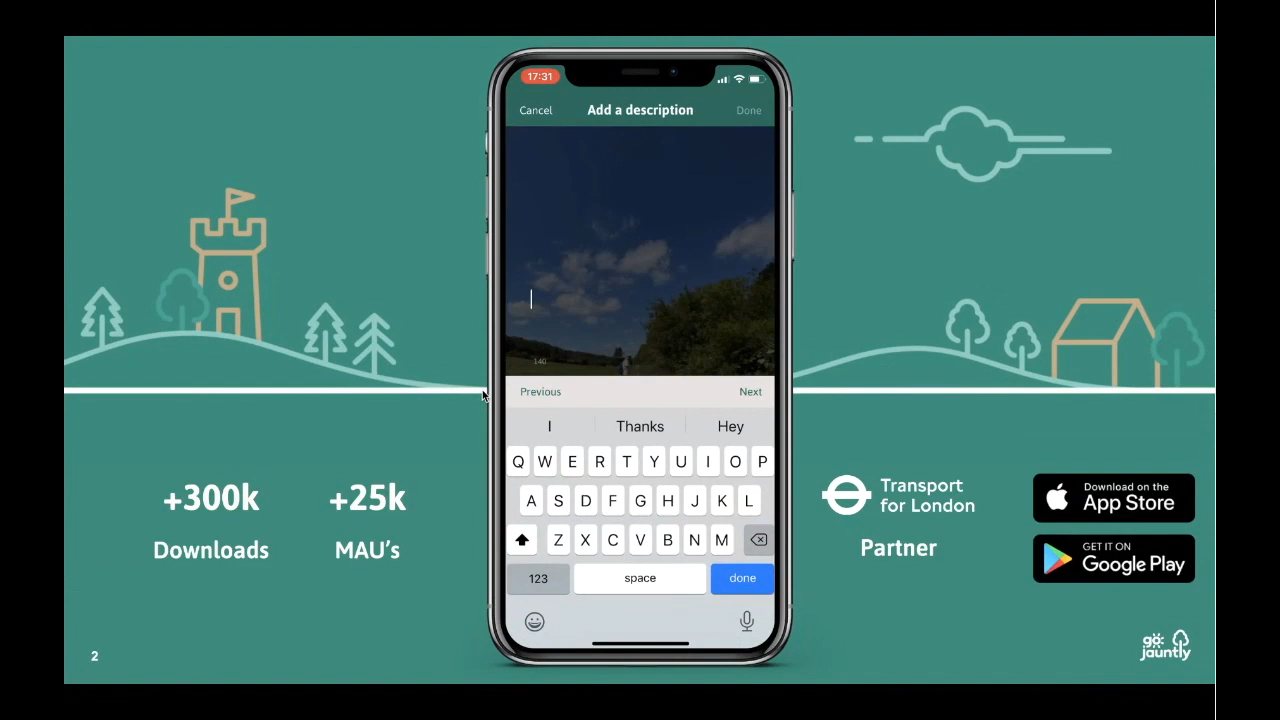 17:31
Cancel
Add a description
Done
140
Previous
Next
I
Thanks
Hey
Q W E R T Y U I O P
A S D F G H J K L
Z X C V B N M
123
space
done
+300k
Downloads
+25k
MAU's
Transport
for London
Partner
Download on the
App Store
GET IT ON
Google Play
2
go
jauntly